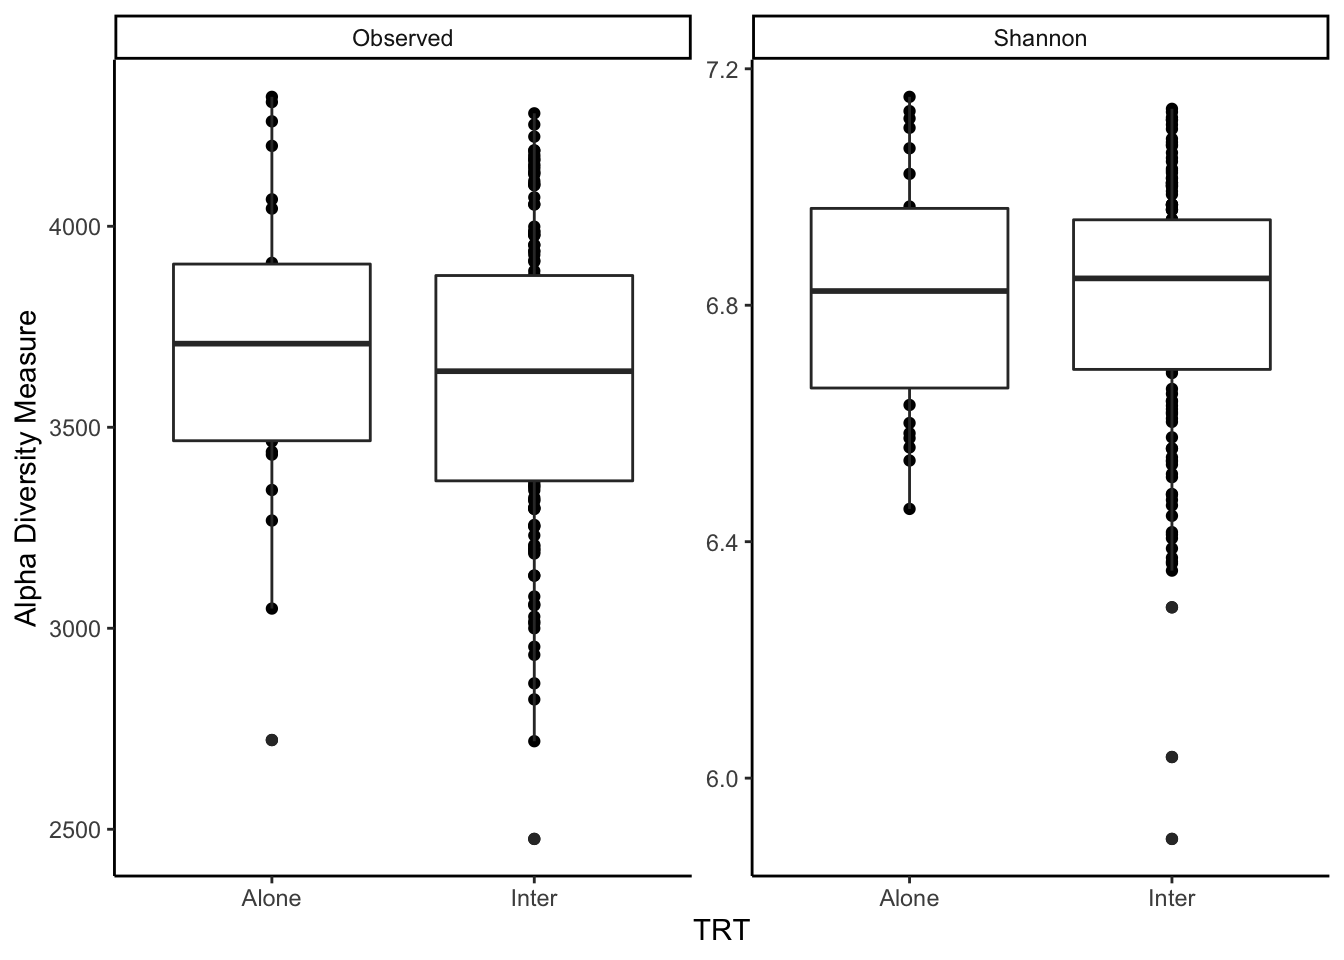 Observed
Shannon
Alpha Diversity Measure
4000
3500
3000
2500
7.2
6.8
6.4
6.0
Alone
Inter
Alone
Inter
TRT